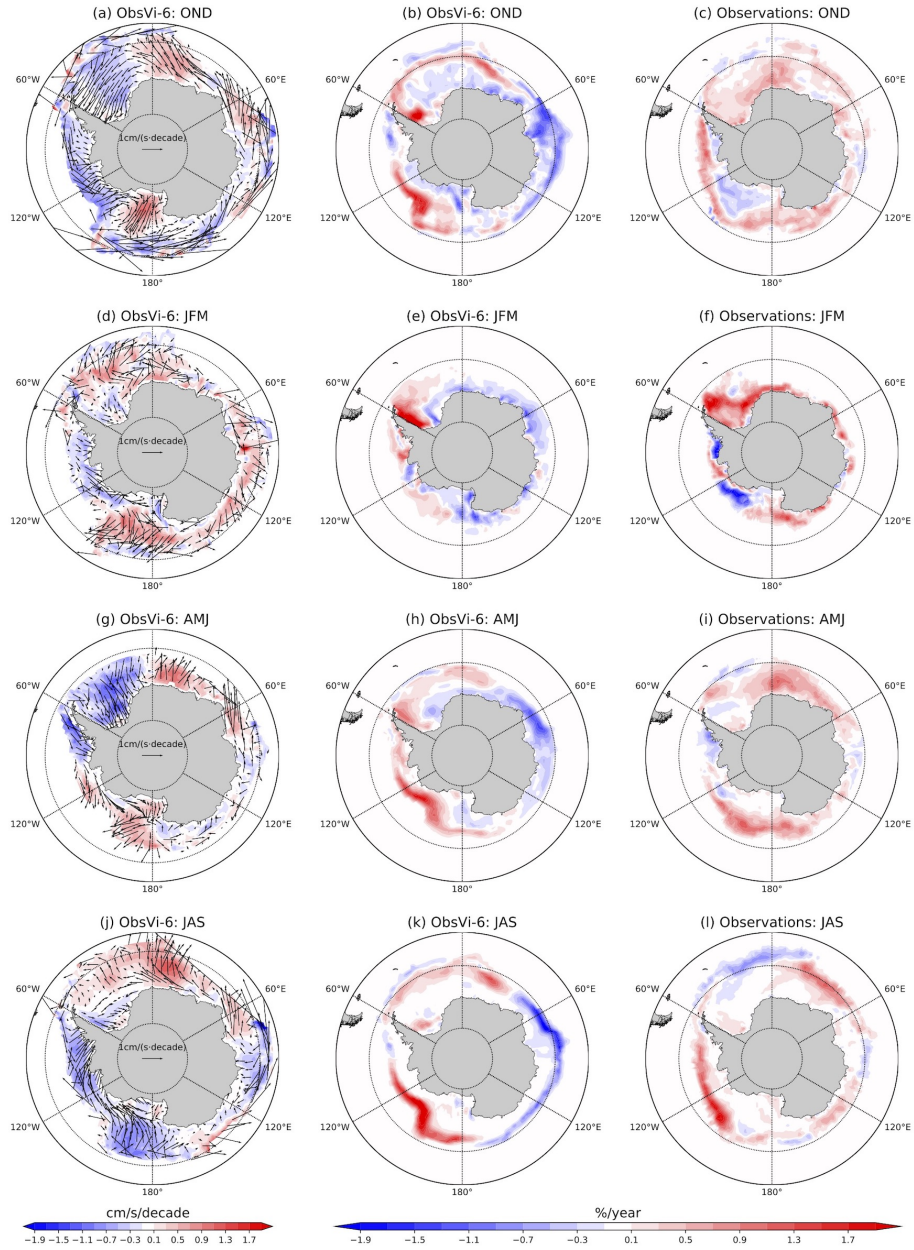 (a) ObsVi-6: OND (b) ObsVi-6: OND (c) Observations: OND
60°W 60°E 60°W 60°E 60°W 60°E
1cm/(s·decade)
120°W 120°E 120°W 120°E 120°W 120°E
180° 180° 180°
(d) ObsVi-6: JFM (e) ObsVi-6: JFM (f) Observations: JFM
60°W 60°E 60°W 60°E 60°W 60°E
1cm/(s·decade)
120°W 120°E 120°W 120°E 120°W 120°E
180° 180° 180°
(g) ObsVi-6: AMJ (h) ObsVi-6: AMJ (i) Observations: AMJ
60°W 60°E 60°W 60°E 60°W 60°E
1cm/(s·decade)
120°W 120°E 120°W 120°E 120°W 120°E
180° 180° 180°
(j) ObsVi-6: JAS (k) ObsVi-6: JAS (l) Observations: JAS
60°W 60°E 60°W 60°E 60°W 60°E
1cm/(s·decade)
120°W 120°E 120°W 120°E 120°W 120°E
180° 180° 180°
cm/s/decade %/year
−1.9 −1.5 −1.1 −0.7 −0.3 0.1 0.5 0.9 1.3 1.7 −1.9 −1.5 −1.1 −0.7 −0.3 0.1 0.5 0.9 1.3 1.7